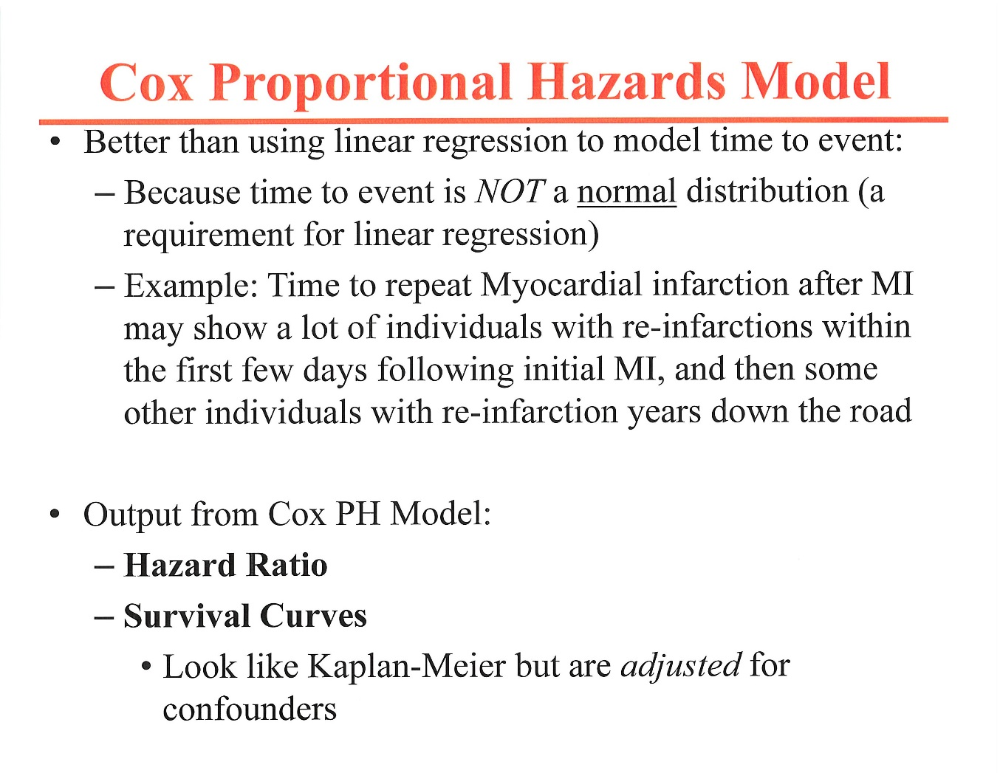 Cox Proportional Hazards Model
• Better than using linear regression to model time to event:
– Because time to event is NOT a normal distribution (a
requirement for linear regression)
– Example: Time to repeat Myocardial infarction after MI
may show a lot of individuals with re-infarctions within
the first few days following initial MI, and then some
other individuals with re-infarction years down the road
• Output from Cox PH Model:
– Hazard Ratio
– Survival Curves
• Look like Kaplan-Meier but are adjusted for
confounders